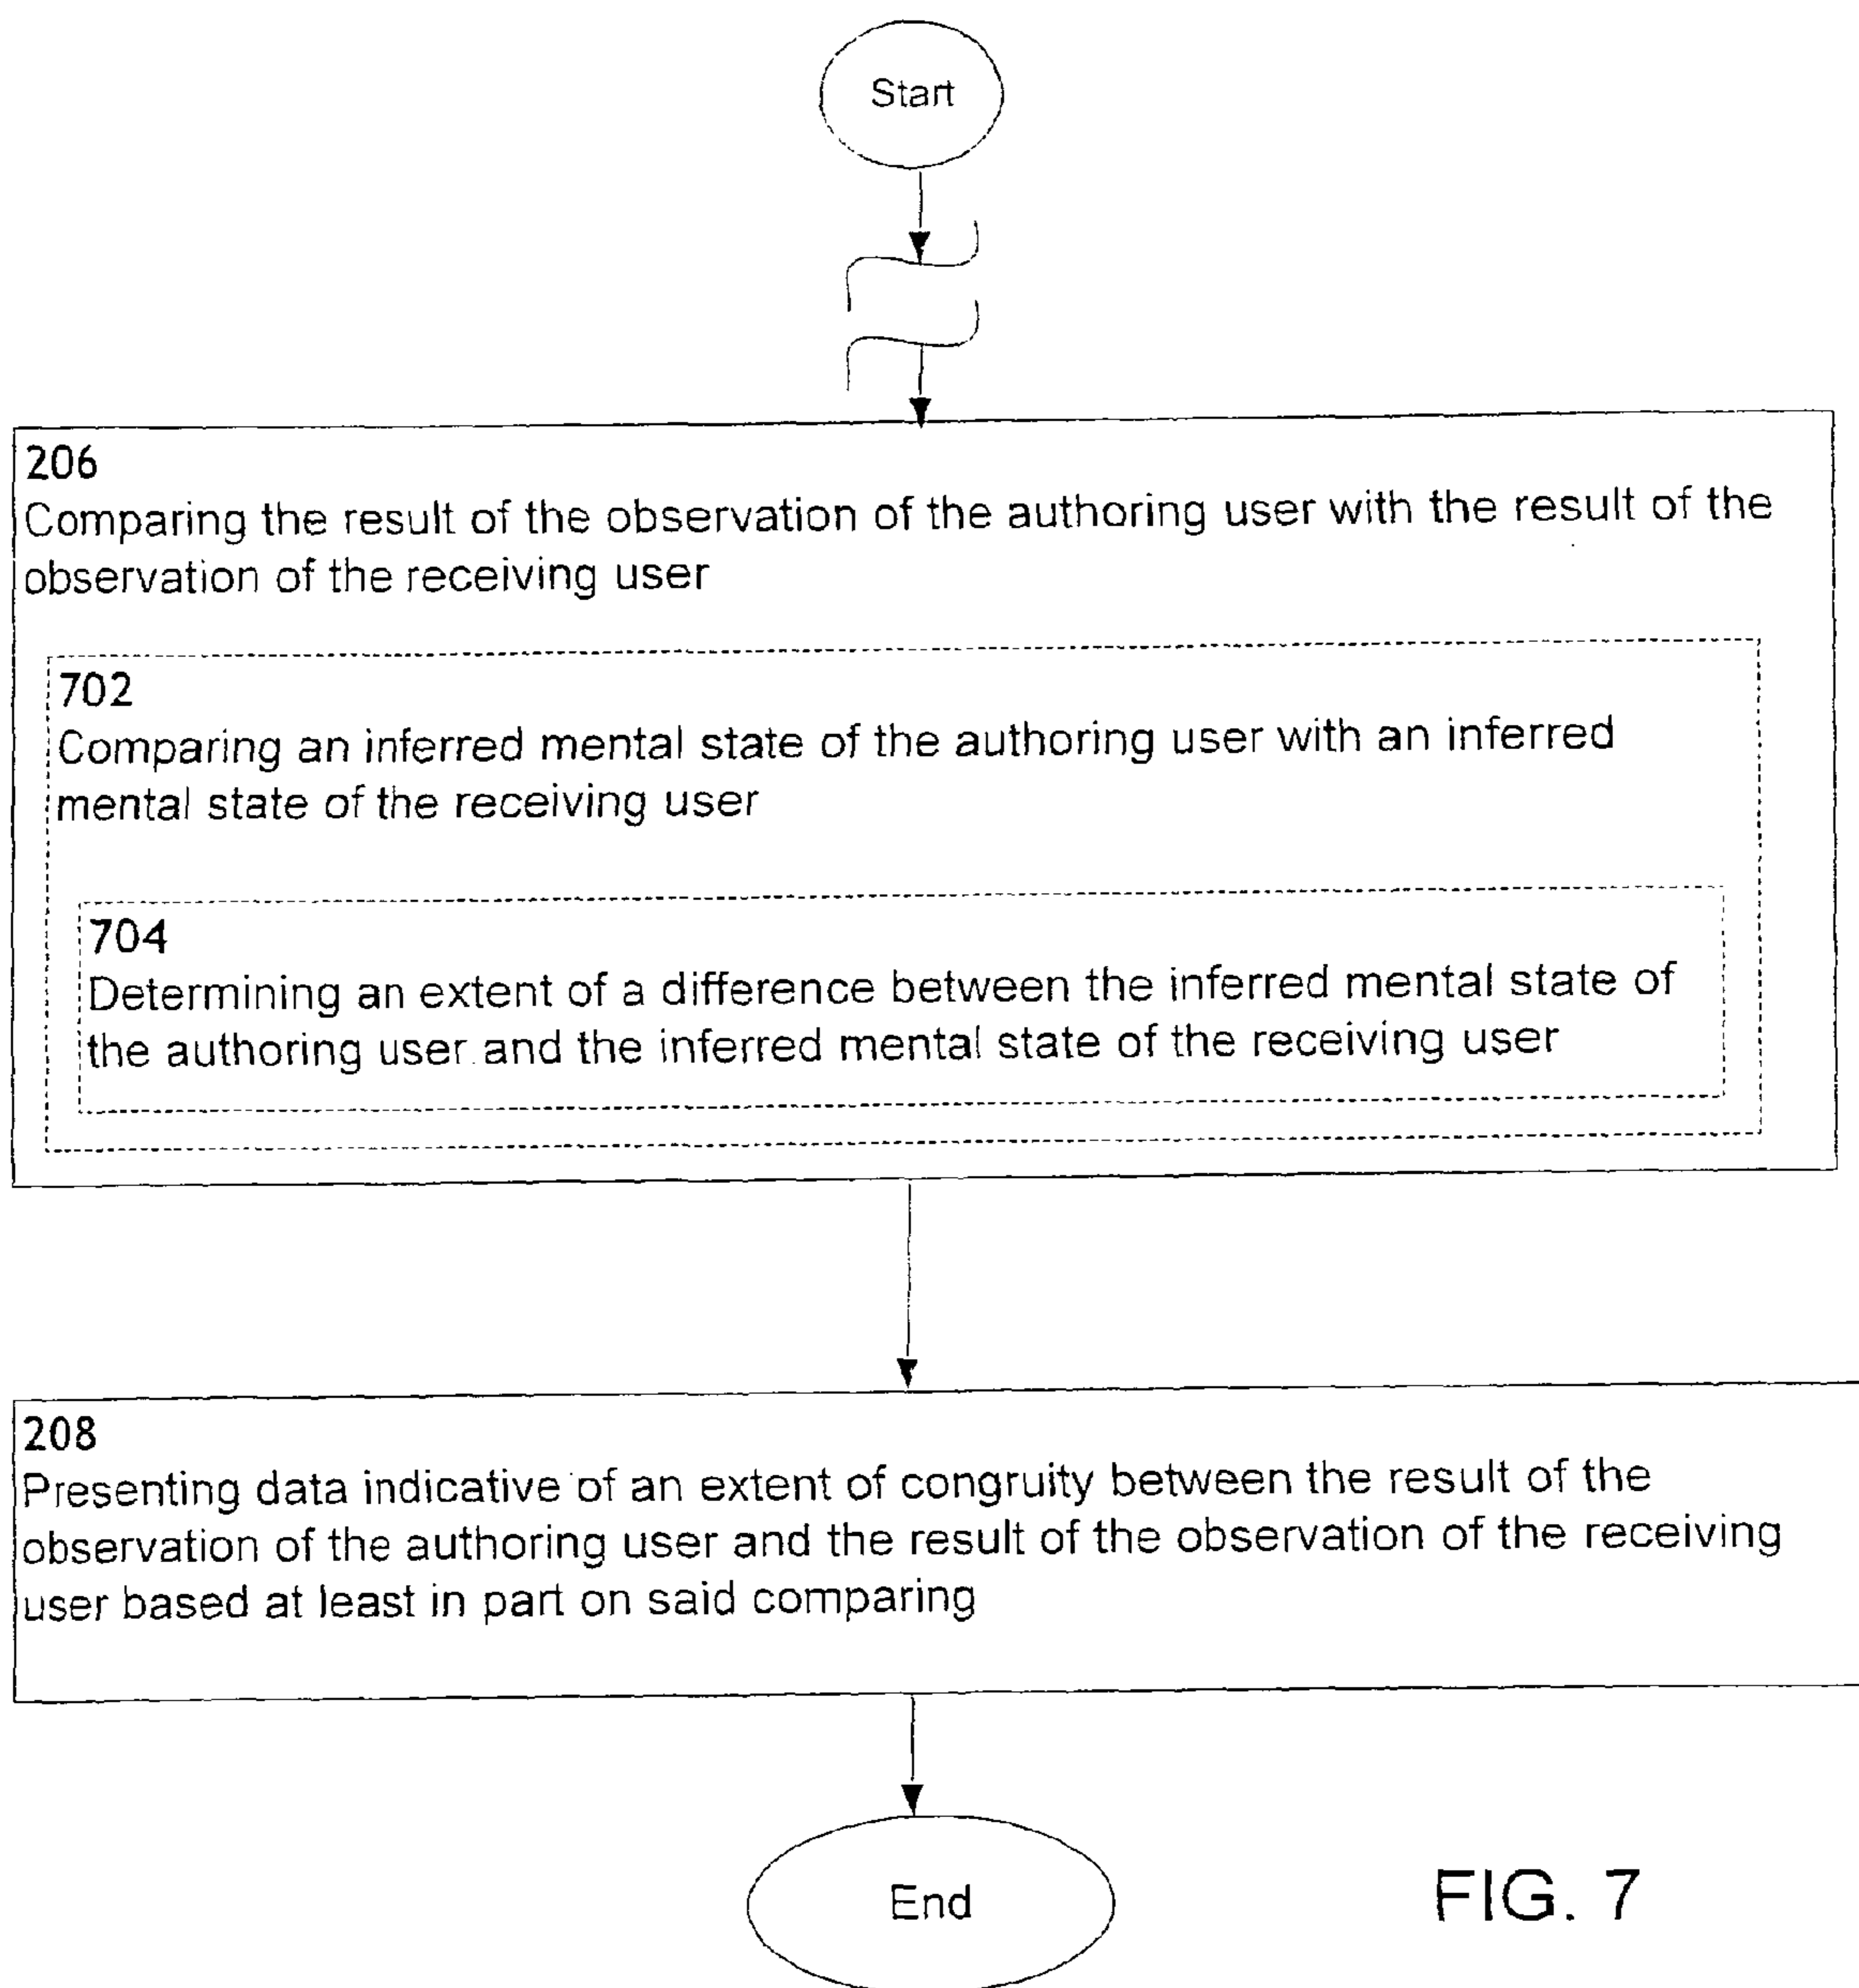 Start
206
Comparing the result of the observation of the authoring user with the result of the
observation of the receiving user
702
Comparing an inferred mental state of the authoring user with an inferred
mental state of the receiving user
704
Determining an extent of a difference between the inferred mental state of
the authoring user and the inferred mental state of the receiving user
208
Presenting data indicative of an extent of congruity between the result of the
observation of the authoring user and the result of the observation of the receiving
user based at least in part on said comparing
End
FIG. 7